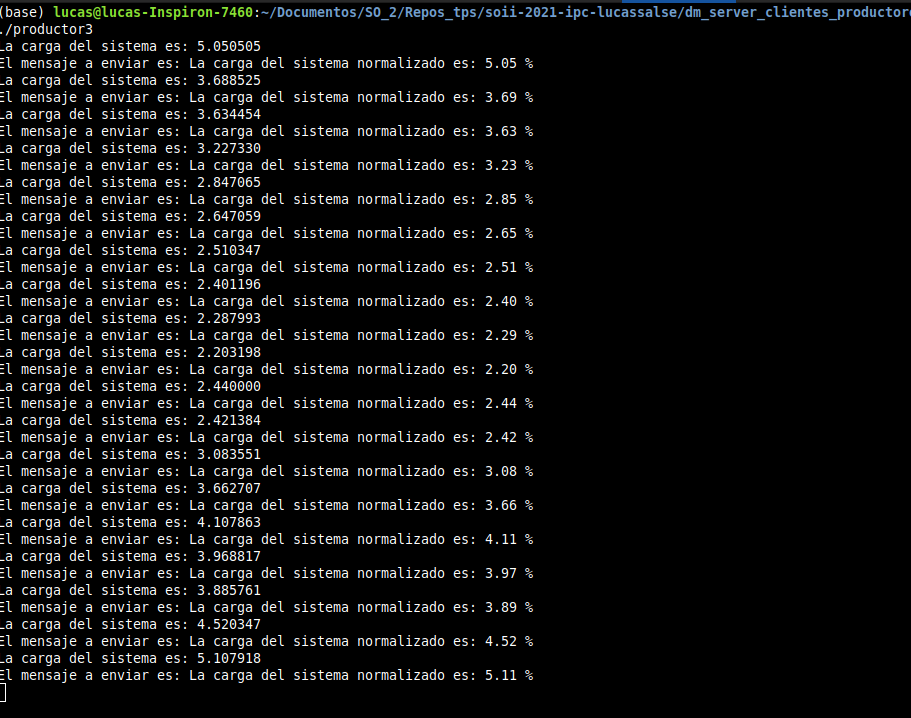 (base) lucas@lucas-Inspiron-7460:~/Documentos/SO_2/Repos_tps/soii-2021-ipc-lucassalse/dm_server_clientes_productore
./productor3
La carga del sistema es: 5.050505
El mensaje a enviar es: La carga del sistema normalizado es: 5.05 %
La carga del sistema es: 3.688525
El mensaje a enviar es: La carga del sistema normalizado es: 3.69 %
La carga del sistema es: 3.634454
El mensaje a enviar es: La carga del sistema normalizado es: 3.63 %
La carga del sistema es: 3.227330
El mensaje a enviar es: La carga del sistema normalizado es: 3.23 %
La carga del sistema es: 2.847065
El mensaje a enviar es: La carga del sistema normalizado es: 2.85 %
La carga del sistema es: 2.647059
El mensaje a enviar es: La carga del sistema normalizado es: 2.65 %
La carga del sistema es: 2.510347
El mensaje a enviar es: La carga del sistema normalizado es: 2.51 %
La carga del sistema es: 2.401196
El mensaje a enviar es: La carga del sistema normalizado es: 2.40 %
La carga del sistema es: 2.287993
El mensaje a enviar es: La carga del sistema normalizado es: 2.29 %
La carga del sistema es: 2.203198
El mensaje a enviar es: La carga del sistema normalizado es: 2.20 %
La carga del sistema es: 2.440000
El mensaje a enviar es: La carga del sistema normalizado es: 2.44 %
La carga del sistema es: 2.421384
El mensaje a enviar es: La carga del sistema normalizado es: 2.42 %
La carga del sistema es: 3.083551
El mensaje a enviar es: La carga del sistema normalizado es: 3.08 %
La carga del sistema es: 3.662707
El mensaje a enviar es: La carga del sistema normalizado es: 3.66 %
La carga del sistema es: 4.107863
El mensaje a enviar es: La carga del sistema normalizado es: 4.11 %
La carga del sistema es: 3.968817
El mensaje a enviar es: La carga del sistema normalizado es: 3.97 %
La carga del sistema es: 3.885761
El mensaje a enviar es: La carga del sistema normalizado es: 3.89 %
La carga del sistema es: 4.520347
El mensaje a enviar es: La carga del sistema normalizado es: 4.52 %
La carga del sistema es: 5.107918
El mensaje a enviar es: La carga del sistema normalizado es: 5.11 %